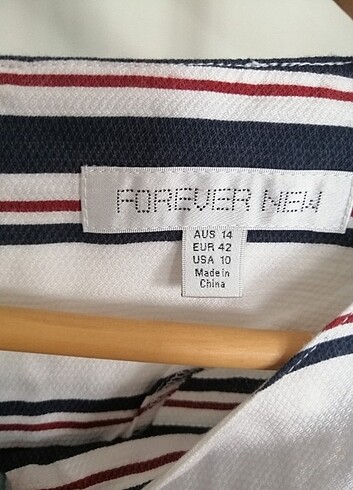 FOREVER NEW
AUS 14
EUR 42
USA 10
Made in
China